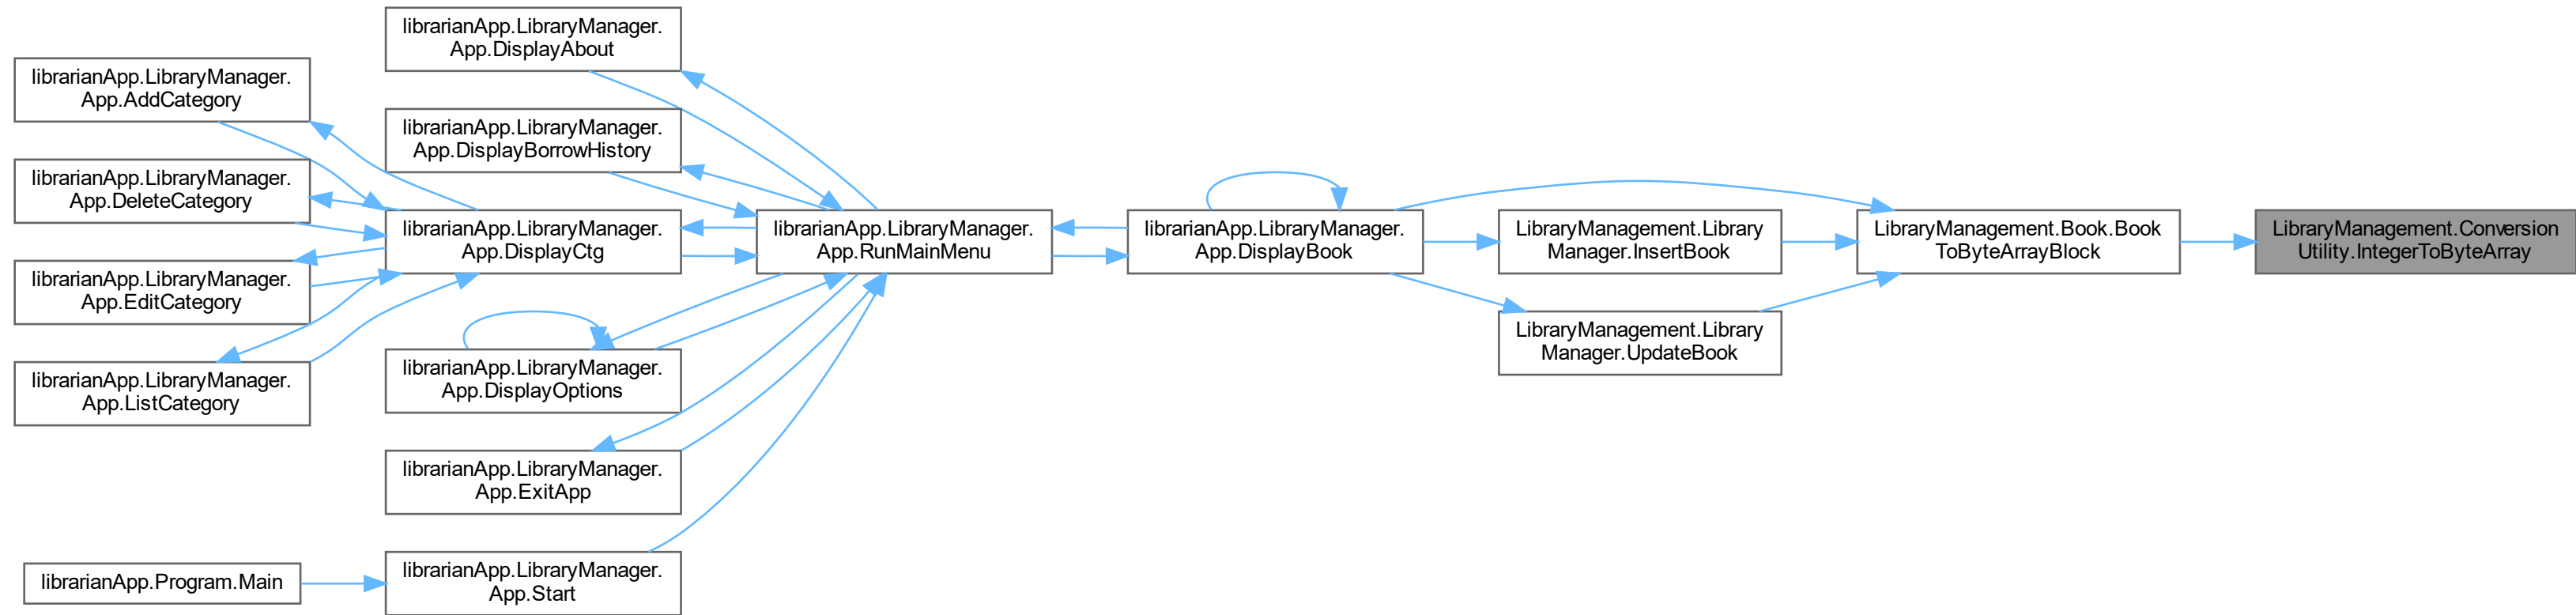 librarianApp.LibraryManager.
App.DisplayAbout
librarianApp.LibraryManager.
App.AddCategory
librarianApp.LibraryManager.
App.DisplayBorrowHistory
librarianApp.LibraryManager.
App.DeleteCategory
librarianApp.LibraryManager.
App.DisplayCtg
librarianApp.LibraryManager.
App.RunMainMenu
librarianApp.LibraryManager.
App.DisplayBook
LibraryManagement.Library
Manager.InsertBook
LibraryManagement.Book.Book
ToByteArrayBlock
LibraryManagement.Conversion
Utility.IntegerToByteArray
librarianApp.LibraryManager.
App.EditCategory
LibraryManagement.Library
Manager.UpdateBook
librarianApp.LibraryManager.
App.ListCategory
librarianApp.LibraryManager.
App.DisplayOptions
librarianApp.LibraryManager.
App.ExitApp
librarianApp.Program.Main
librarianApp.LibraryManager.
App.Start